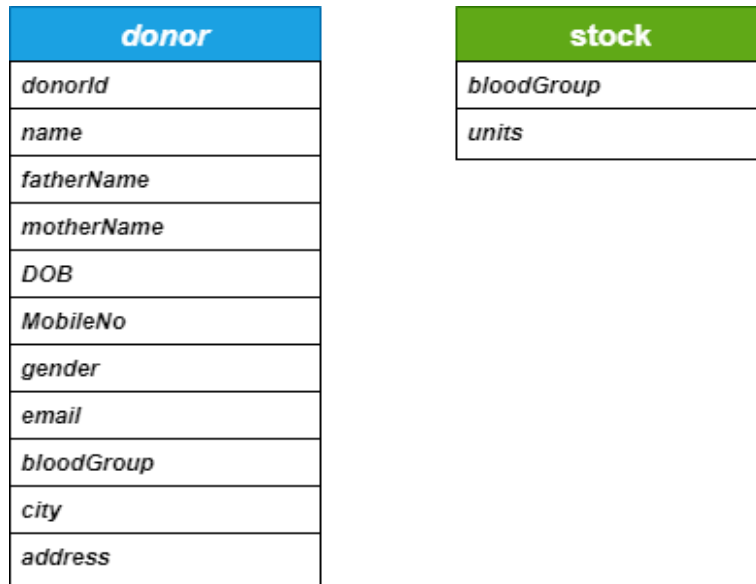 donor
donorId
name
fatherName
motherName
DOB
MobileNo
gender
email
bloodGroup
city
address
stock
bloodGroup
units